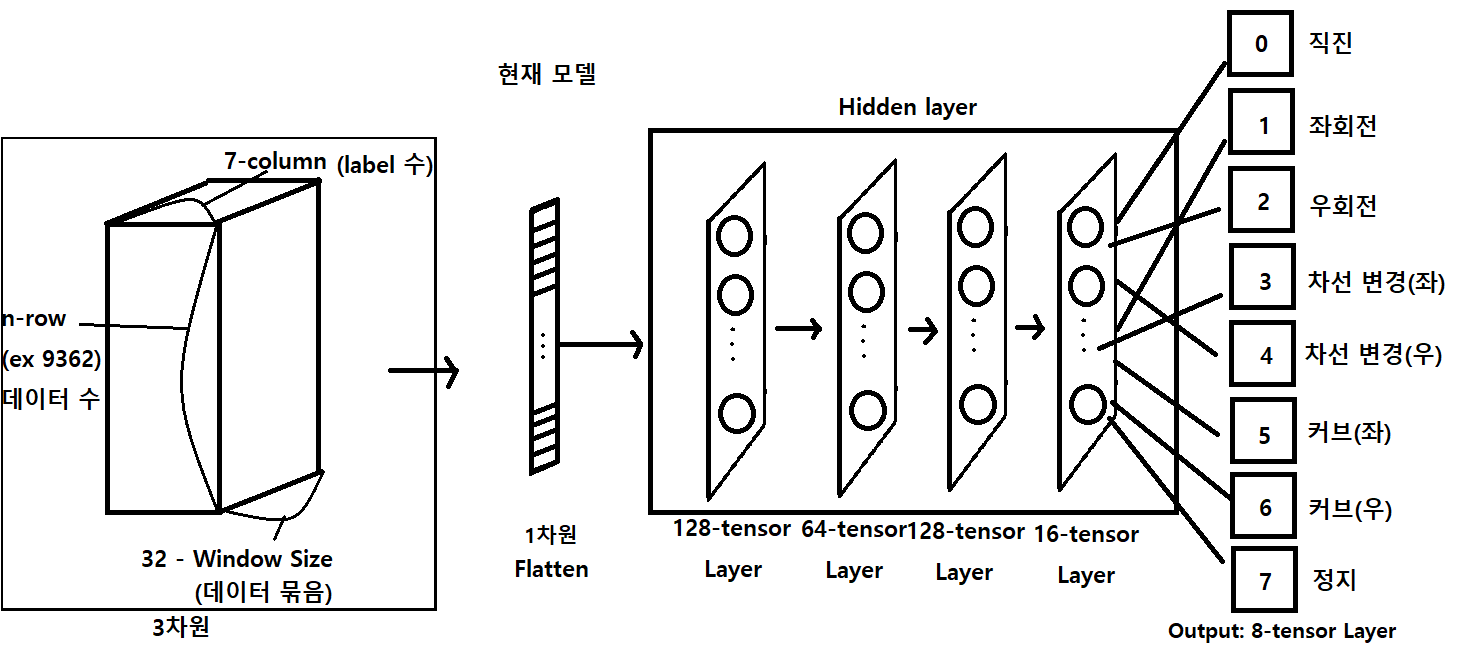 현재 모델
7-column (label 수)
n-row
(ex 9362)
데이터 수
32 - Window Size
(데이터 묶음)
3차원
1차원
Flatten
Hidden layer
128-tensor
Layer
64-tensor
Layer
128-tensor
Layer
16-tensor
Layer
0 직진
1 좌회전
2 우회전
3 차선 변경(좌)
4 차선 변경(우)
5 커브(좌)
6 커브(우)
7 정지
Output: 8-tensor Layer